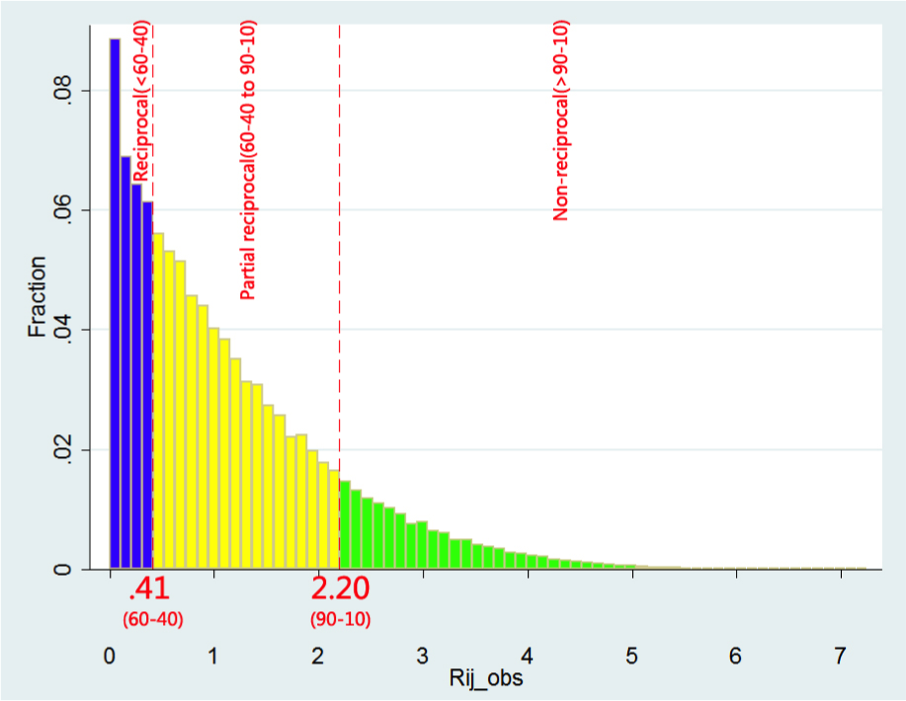 Reciprocal(<60-40)
Partial reciprocal(60-40 to 90-10)
Non-reciprocal(>90-10)
Fraction
.08
.06
.04
.02
0
.41
(60-40)
2.20
(90-10)
0 1 2 3 4 5 6 7
Rij_obs